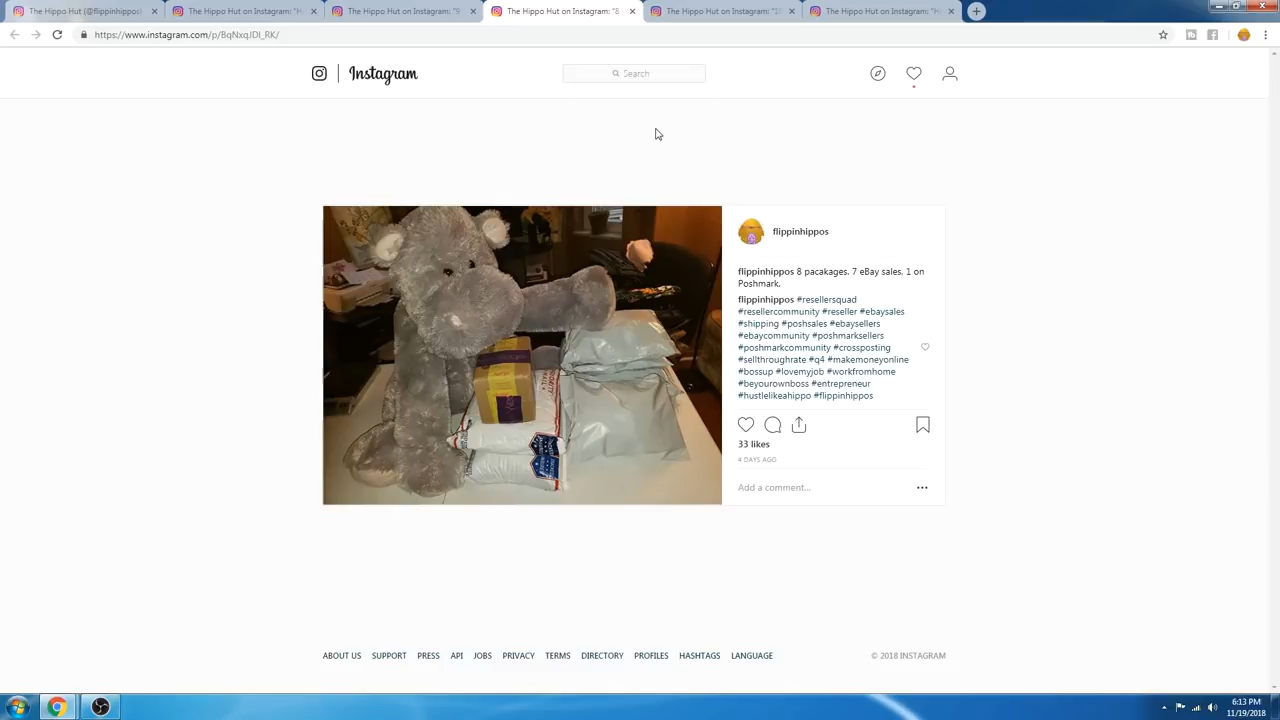 The Hippo Hut [@flippinhippos]
The Hippo Hut on Instagram: "H
The Hippo Hut on Instagram: "9
The Hippo Hut on Instagram: "8
The Hippo Hut on Instagram: "10
The Hippo Hut on Instagram: "H
https://www.instagram.com/p/BqNxqJDl_RK/
Instagram
Search
flippinhippos
flippinhippos 8 pacakages. 7 eBay sales. 1 on
Poshmark.
flippinhippos #resellersquad
#resellercommunity #reseller #ebaysales
#shipping #poshsales #ebaysellers
#ebaycommunity #poshmarksellers
#poshmarkcommunity #crossposting
#sellthroughrate #q4 #makemoneyonline
#bossup #lovemyjob #workfromhome
#beyourownboss #entrepreneur
#hustlelikeahippo #flippinhippos
33 likes
4 DAYS AGO
Add a comment...
ABOUT US SUPPORT PRESS API JOBS PRIVACY TERMS DIRECTORY PROFILES HASHTAGS LANGUAGE
© 2018 INSTAGRAM
6:13 PM
11/19/2018